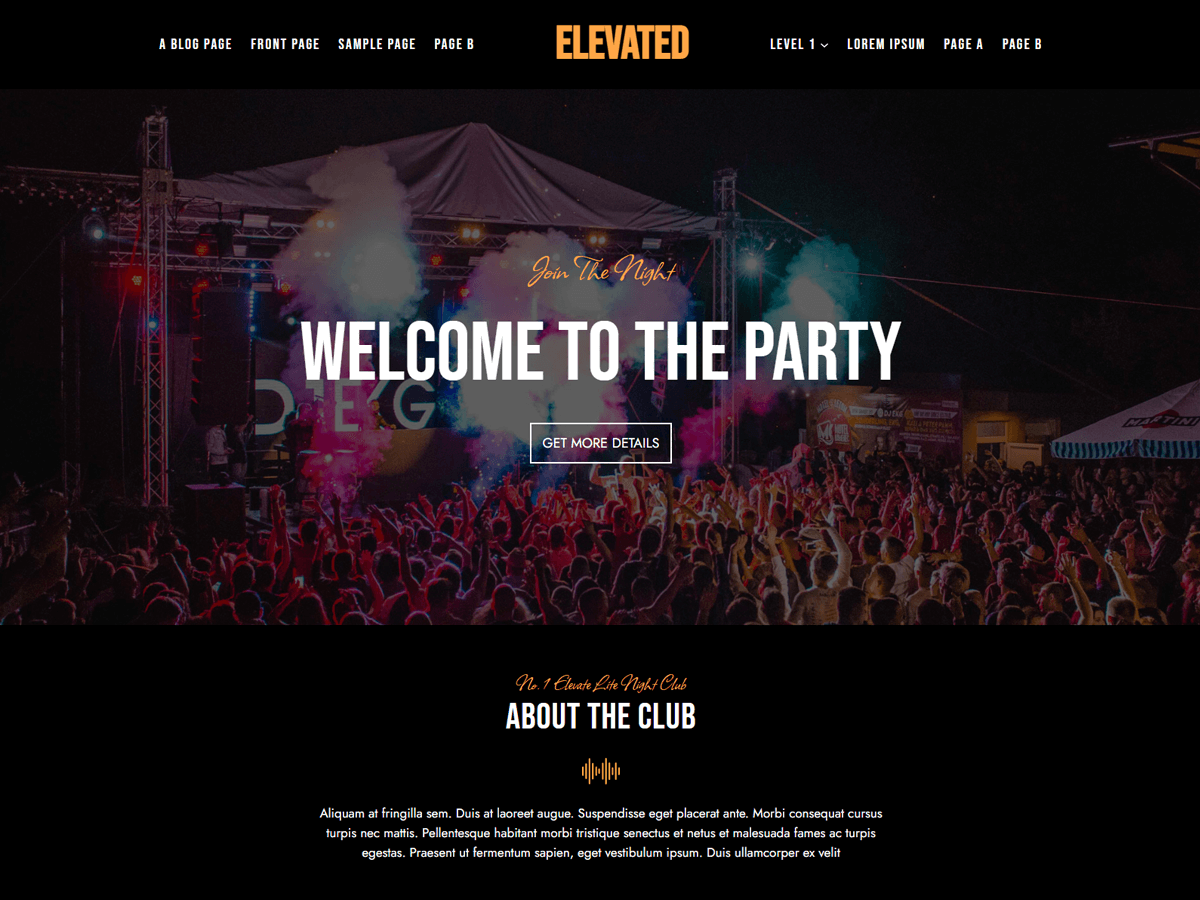 A BLOG PAGE FRONT PAGE SAMPLE PAGE PAGE B
ELEVATED
LEVEL 1 LOREM IPSUM PAGE A PAGE B
Join The Night
WELCOME TO THE PARTY
GET MORE DETAILS
MARTINI
No. 1 Elevate Lite Night Club
ABOUT THE CLUB
Aliquam at fringilla sem. Duis at laoreet augue. Suspendisse eget placerat ante. Morbi consequat cursus
turpis nec mattis. Pellentesque habitant morbi tristique senectus et netus et malesuada fames ac turpis
egestas. Praesent ut fermentum sapien, eget vestibulum ipsum. Duis ullamcorper ex velit